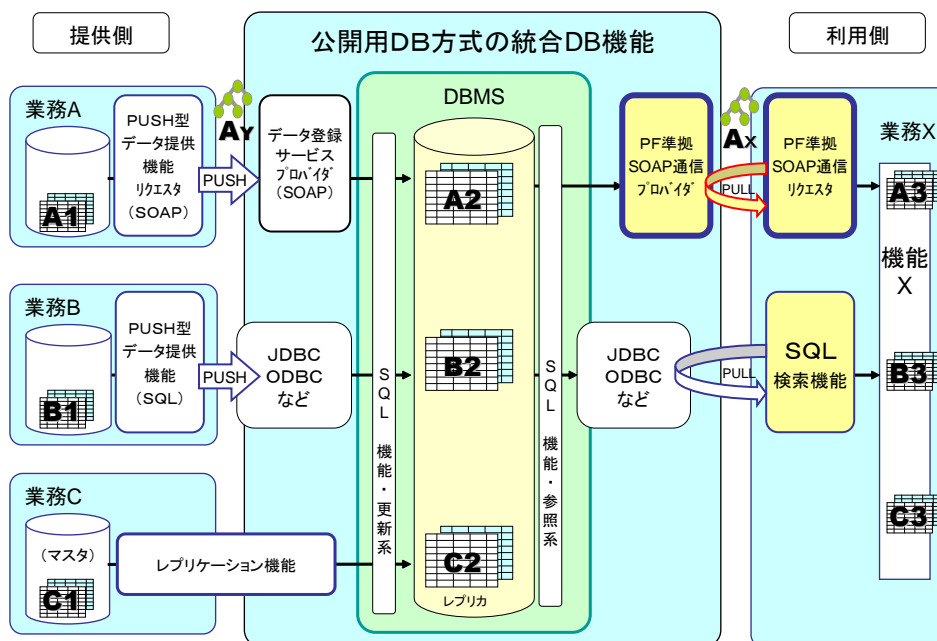 提供側
公開用DB方式の統合DB機能
利用側
業務A
PUSH型
データ提供
機能
リクエスタ
(SOAP)
A1
AY
PUSH
データ登録
サービス
プロバイダ
(SOAP)
DBMS
A2
PF準拠
SOAP通信
プロバイダ
AX
PULL
PF準拠
SOAP通信
リクエスタ
業務X
A3
機能
X
業務B
PUSH型
データ提供
機能
(SQL)
B1
PUSH
JDBC
ODBC
など
SQL機能・更新系
B2
SQL機能・参照系
JDBC
ODBC
など
PULL
SQL
検索機能
B3
業務C
(マスタ)
C1
レプリケーション機能
C2
レプリカ
C3